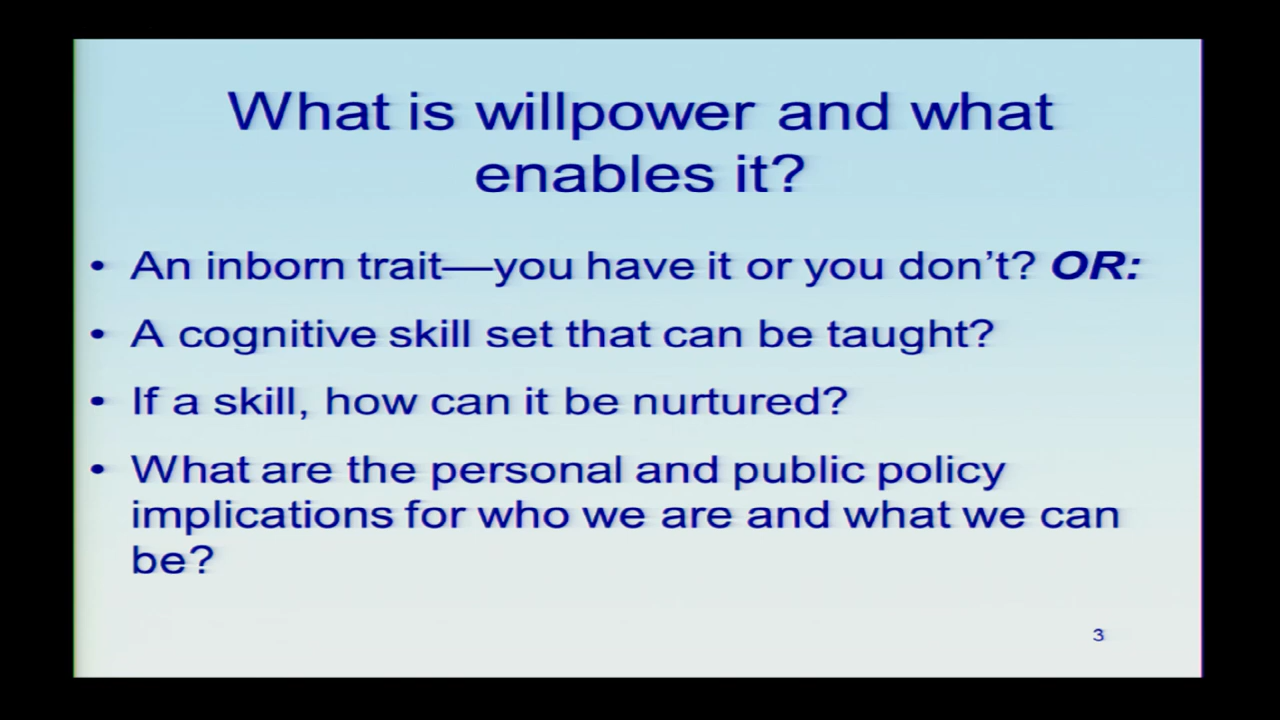 What is willpower and what
enables it?
• An inborn trait—you have it or you don’t? OR:
• A cognitive skill set that can be taught?
• If a skill, how can it be nurtured?
• What are the personal and public policy
implications for who we are and what we can
be?
3